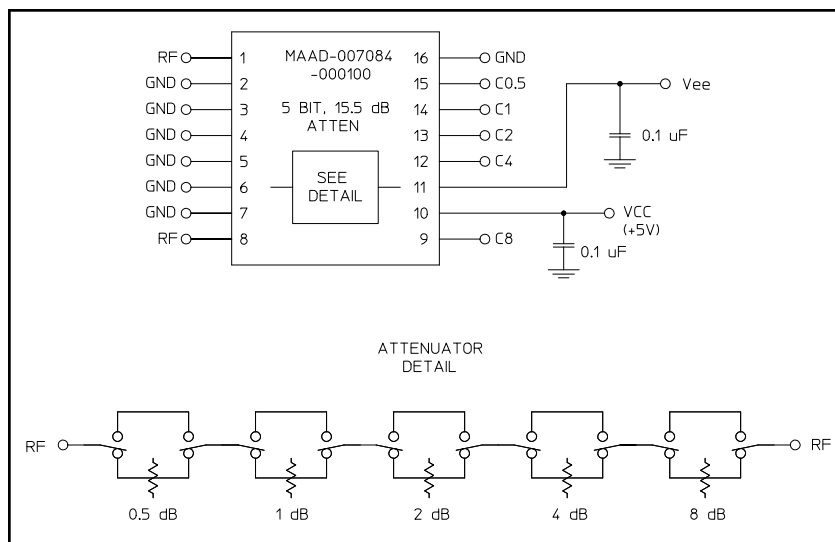 MAAD-007084
-000100
5 BIT, 15.5 dB
ATTEN
SEE
DETAIL
RF 1
GND 2
GND 3
GND 4
GND 5
GND 6
GND 7
RF 8
16 GND
15 C0.5
14 C1
13 C2
12 C4
11
10
9 C8
Vee
0.1 uF
VCC
(+5V)
0.1 uF
ATTENUATOR
DETAIL
RF RF
0.5 dB 1 dB 2 dB 4 dB 8 dB